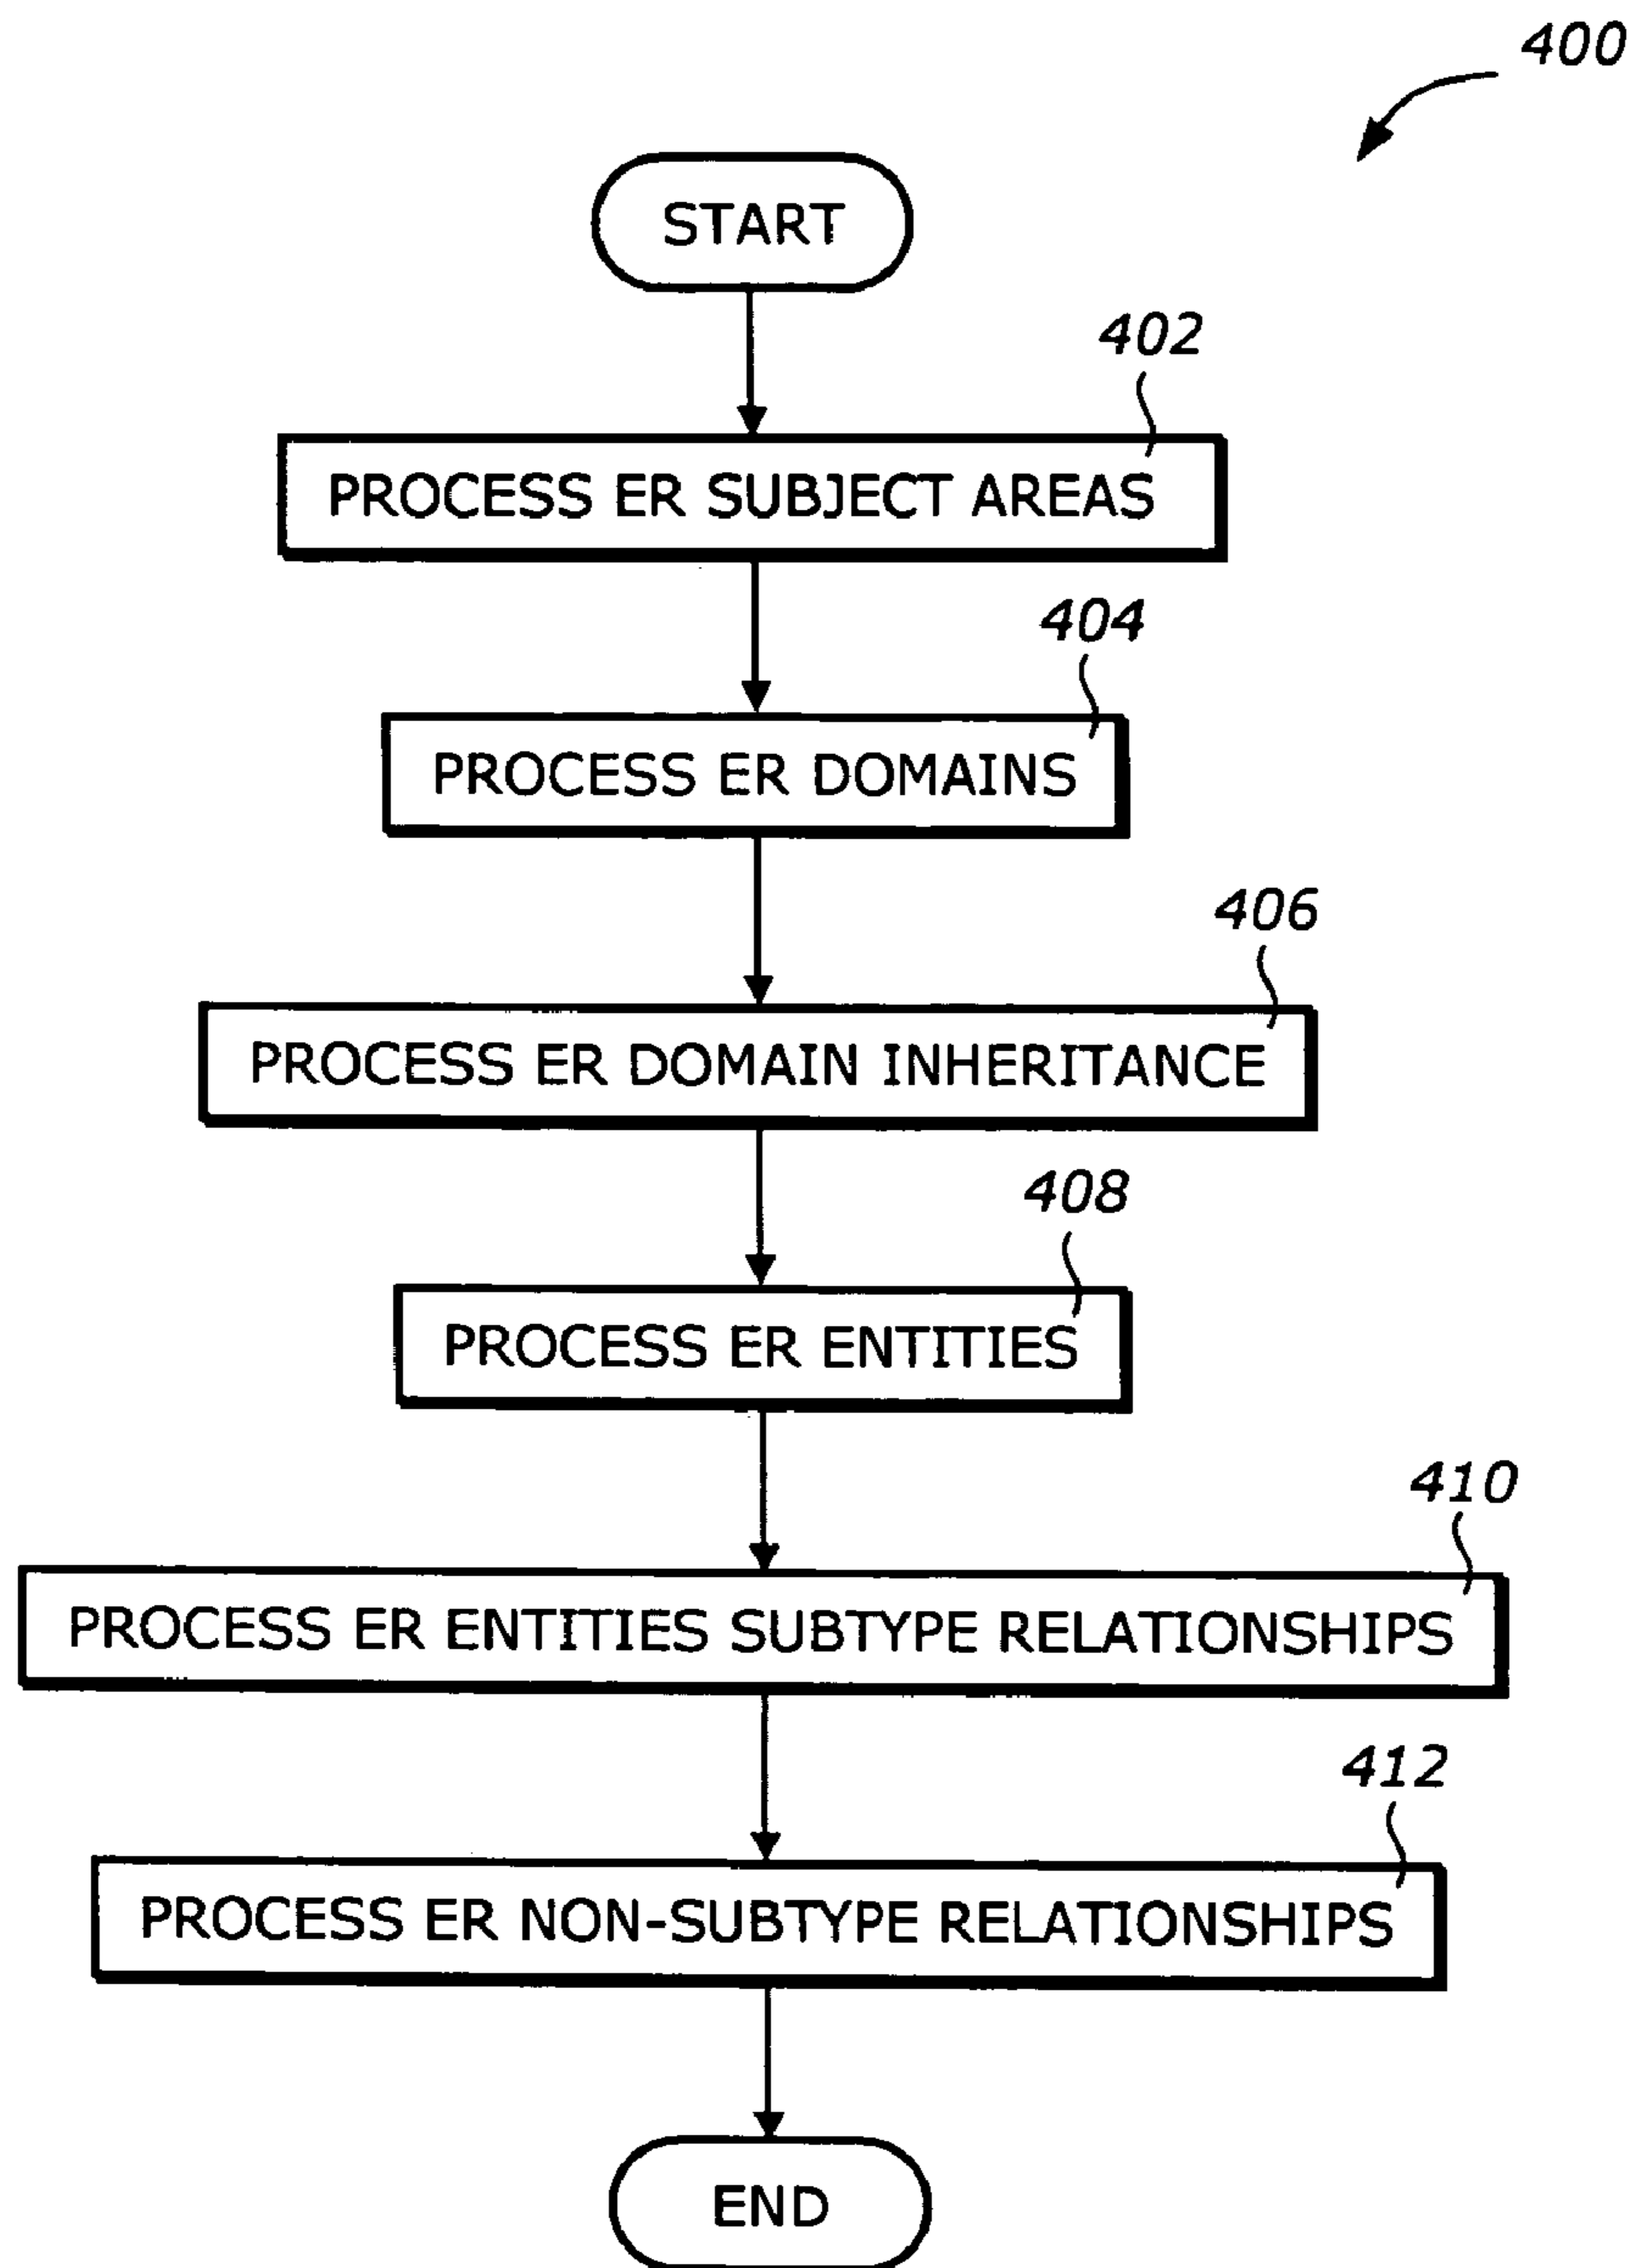 400
START
402
PROCESS ER SUBJECT AREAS
404
PROCESS ER DOMAINS
406
PROCESS ER DOMAIN INHERITANCE
408
PROCESS ER ENTITIES
410
PROCESS ER ENTITIES SUBTYPE RELATIONSHIPS
412
PROCESS ER NON-SUBTYPE RELATIONSHIPS
END